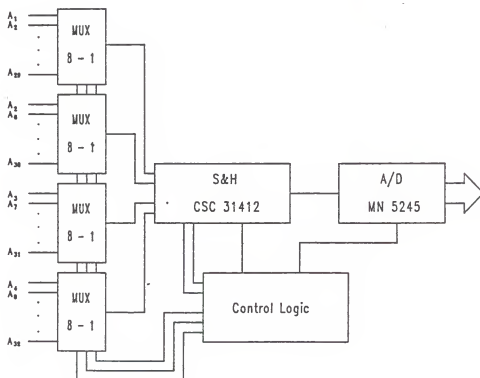 A₁
A₂
A₂₉
MUX
8 - 1
A₂
A₆
A₃₀
MUX
8 - 1
A₃
A₇
A₃₁
MUX
8 - 1
A₄
A₈
A₃₂
MUX
8 - 1
S&H
CSC 31412
A/D
MN 5245
Control Logic